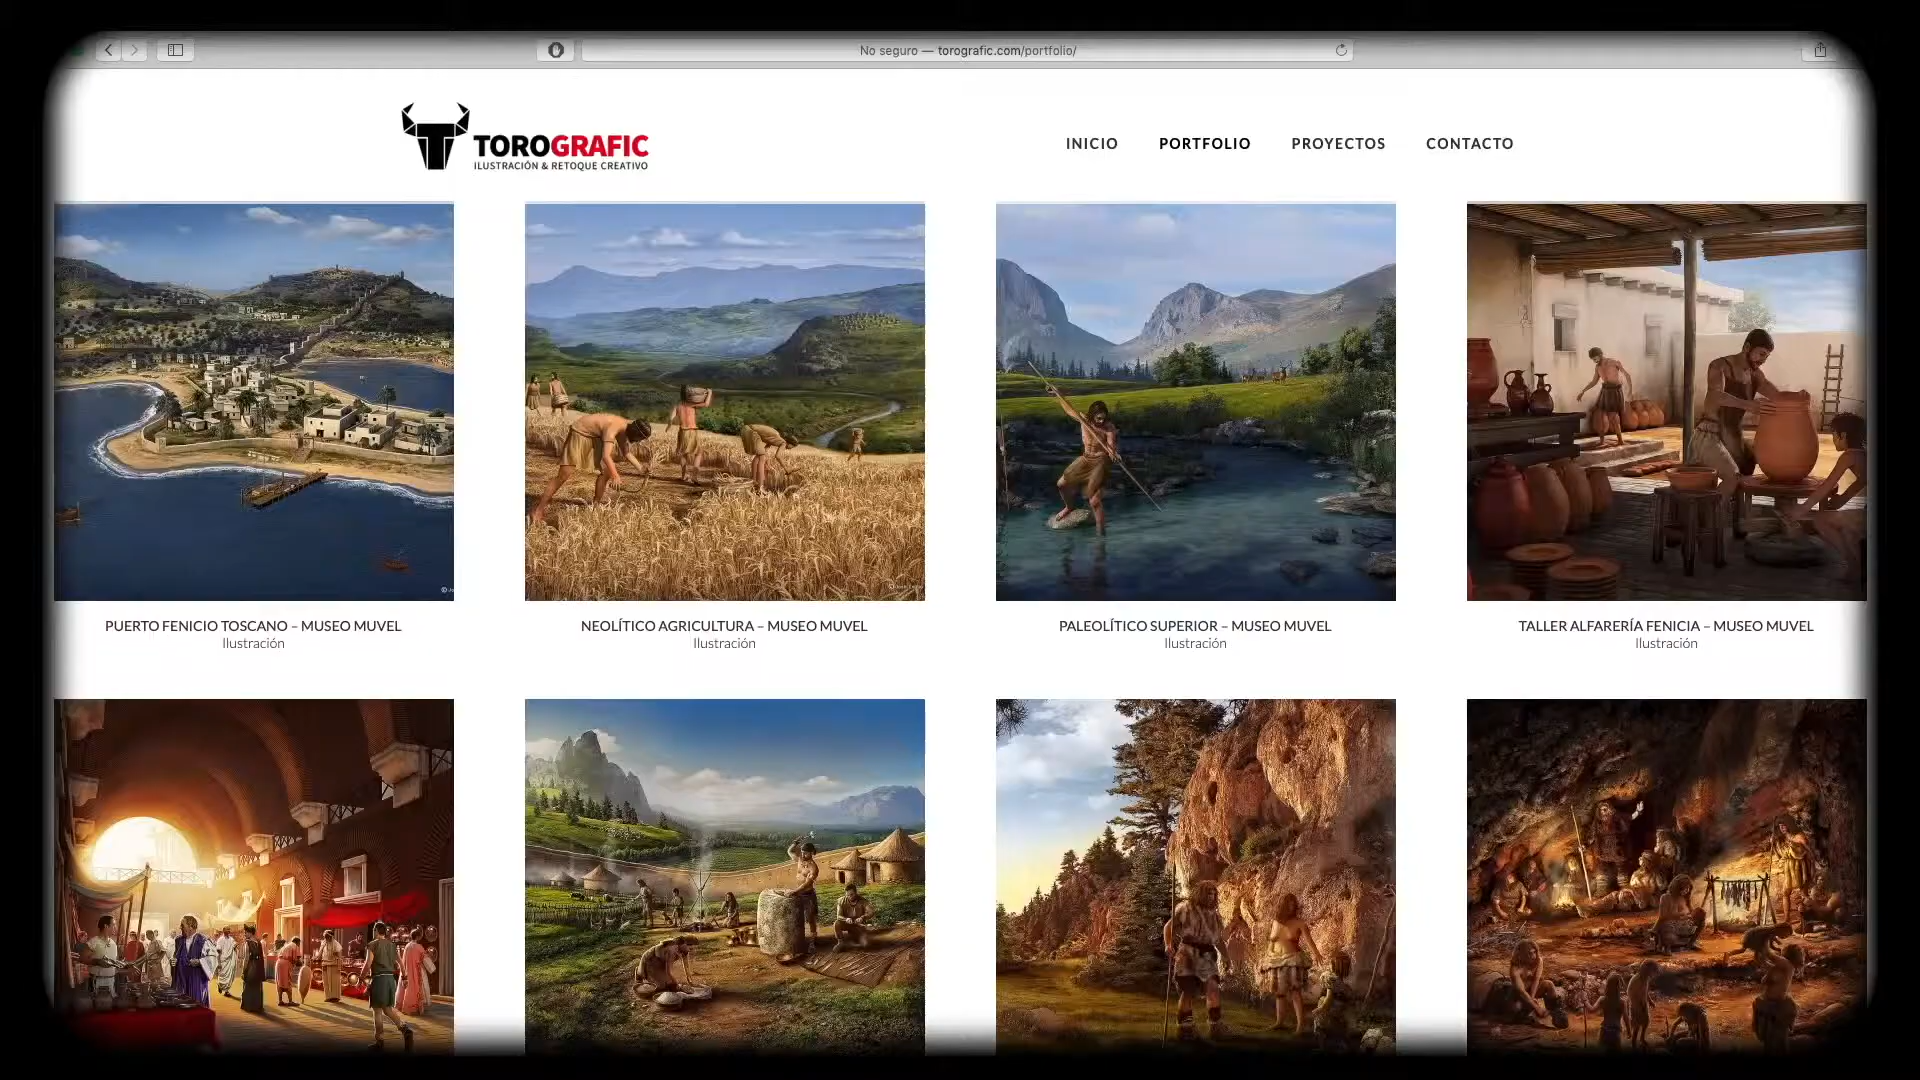 No seguro — torografic.com/portfolio/
TOROGRAFIC
ILUSTRACIÓN & RETOQUE CREATIVO
INICIO
PORTFOLIO
PROYECTOS
CONTACTO
PUERTO FENICIO TOSCANO – MUSEO MUVEL
Ilustración
NEOLÍTICO AGRICULTURA – MUSEO MUVEL
Ilustración
PALEOLÍTICO SUPERIOR – MUSEO MUVEL
Ilustración
TALLER ALFARERÍA FENICIA – MUSEO MUVEL
Ilustración